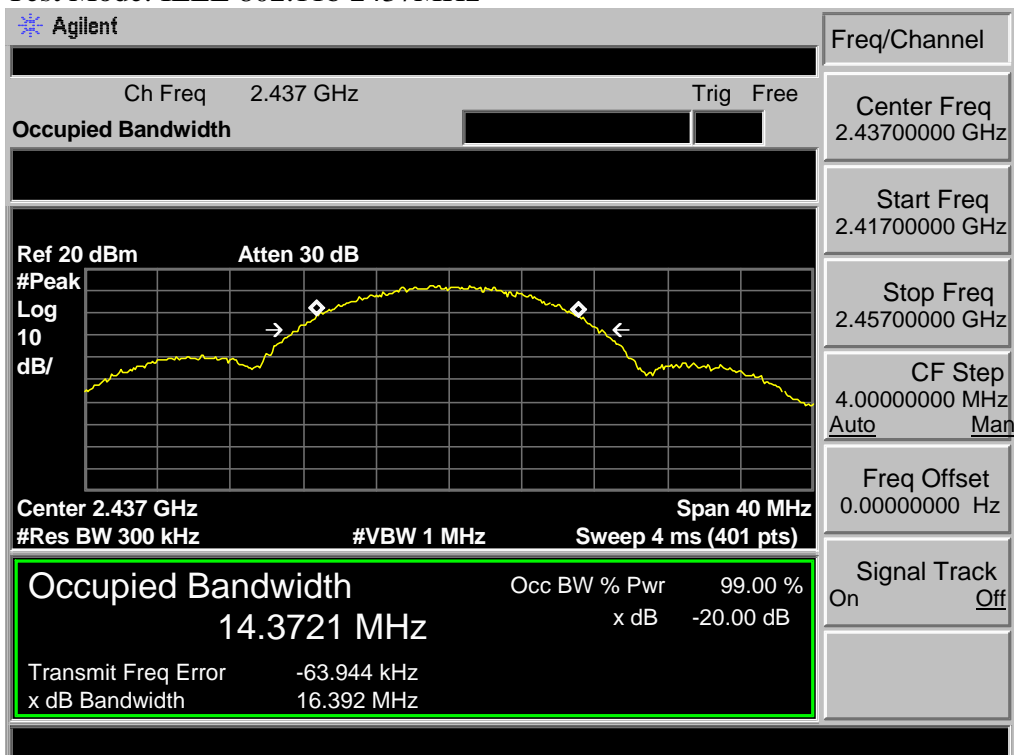 Agilent
Freq/Channel
Ch Freq 2.437 GHz Trig Free
Occupied Bandwidth
Center Freq
2.43700000 GHz
Start Freq
2.41700000 GHz
Ref 20 dBm Atten 30 dB
#Peak
Log
10
dB/
Stop Freq
2.45700000 GHz
CF Step
4.00000000 MHz
Auto Man
Center 2.437 GHz Span 40 MHz
#Res BW 300 kHz #VBW 1 MHz Sweep 4 ms (401 pts)
Freq Offset
0.00000000 Hz
Occupied Bandwidth Occ BW % Pwr 99.00 %
14.3721 MHz x dB -20.00 dB
Signal Track
On Off
Transmit Freq Error -63.944 kHz
x dB Bandwidth 16.392 MHz